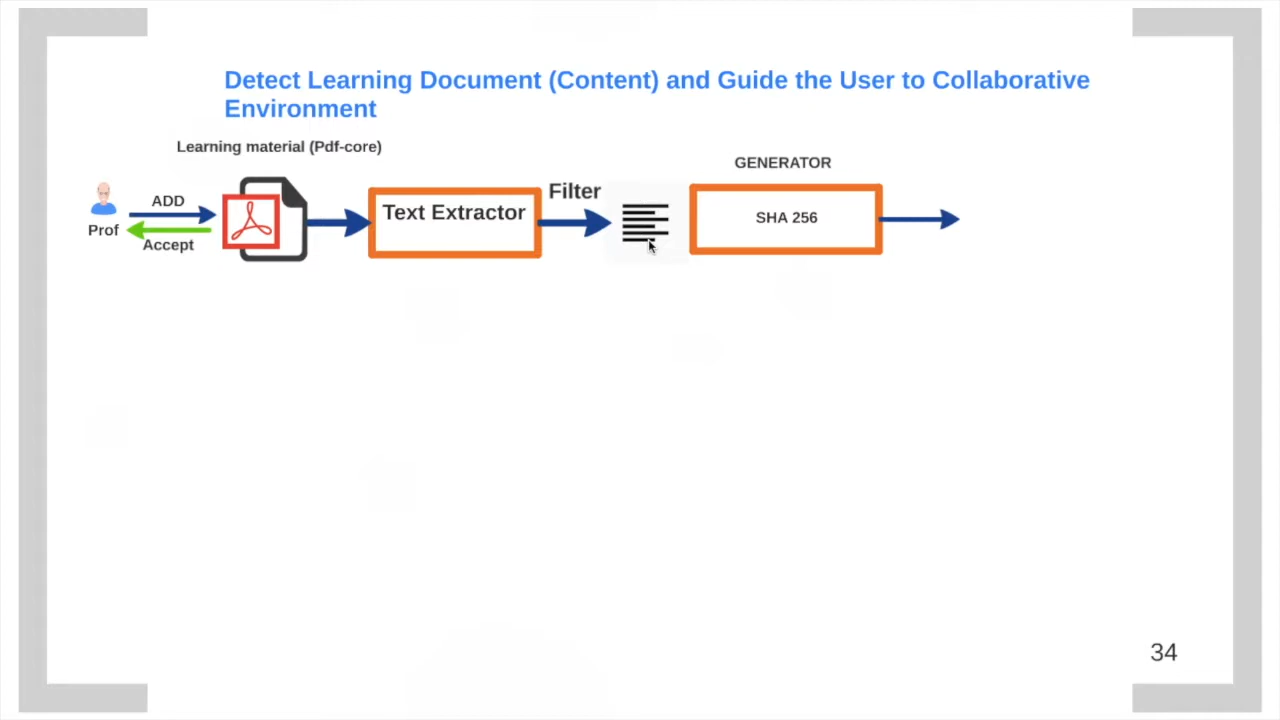 Detect Learning Document (Content) and Guide the User to Collaborative
Environment
Learning material (Pdf-core)
GENERATOR
ADD
Prof
Accept
Text Extractor
Filter
SHA 256
34